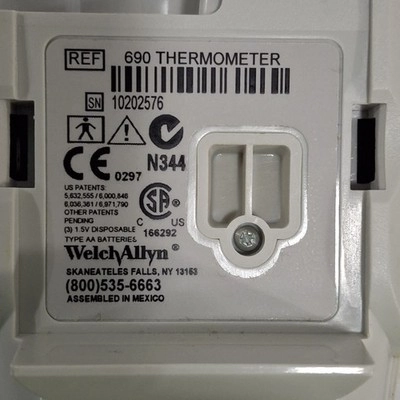 REF 690 THERMOMETER
SN 10202576
N344
CE 0297
US PATENTS
5,632,555 / 6,000,846
6,036,361 / 6,971,790
OTHER PATENTS
PENDING
(3) 1.5V DISPOSABLE
TYPE AA BATTERIES
SA
C US
166292
WelchAllyn®
SKANEATELES FALLS, NY 13153
(800)535-6663
ASSEMBLED IN MEXICO